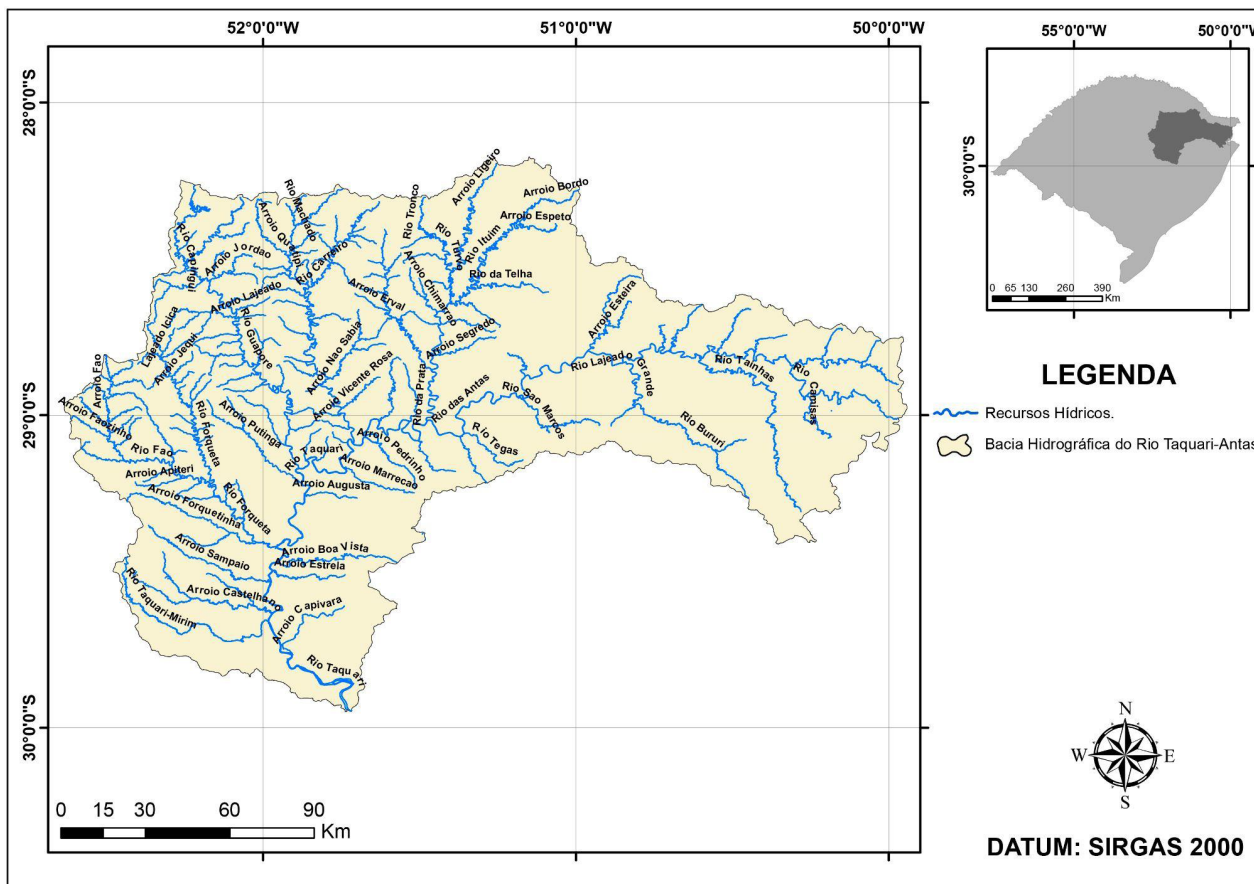 52°0'0"W 51°0'0"W 50°0'0"W
28°0'0"S
29°0'0"S
30°0'0"S
Arroio Ligeiro
Arroio Bordo
Arroio Espeto
Rio Tronco
Rio Turvo
Rio Ituim
Rio da Telha
Rio Machado
Arroio Quatipi
Rio Carreiro
Rio Capingui
Arroio Jordao
Arroio Lajeado
Arroio Erval
Arroio Chimarrao
Arroio Segredo
Arroio Esteira
Rio Lajeado Grande
Rio Tainhas
Rio Camisas
Lajeado Icica
Arroio Jequi
Rio Guapore
Arroio Nao Sabia
Arroio Vicente Rosa
Rio da Prata
Rio das Antas
Rio Sao Marcos
Rio Bururi
Rio Tegas
Arroio Fao
Arroio Faozinho
Rio Fao
Arroio Apiteri
Rio Forqueta
Arroio Putinga
Rio Taquari
Arroio Pedrinho
Arroio Marrecao
Arroio Augusta
Arroio Forquetinha
Rio Forqueta
Arroio Boa Vista
Arroio Estrela
Arroio Sampaio
Arroio Castelhano
Arroio Capivara
Rio Taquari-Mirim
Rio Taquari
0 15 30 60 90
Km
55°0'0"W 50°0'0"W
30°0'0"S
0 65 130 260 390
Km
LEGENDA
Recursos Hídricos.
Bacia Hidrográfica do Rio Taquari-Antas
N
W E
S
DATUM: SIRGAS 2000